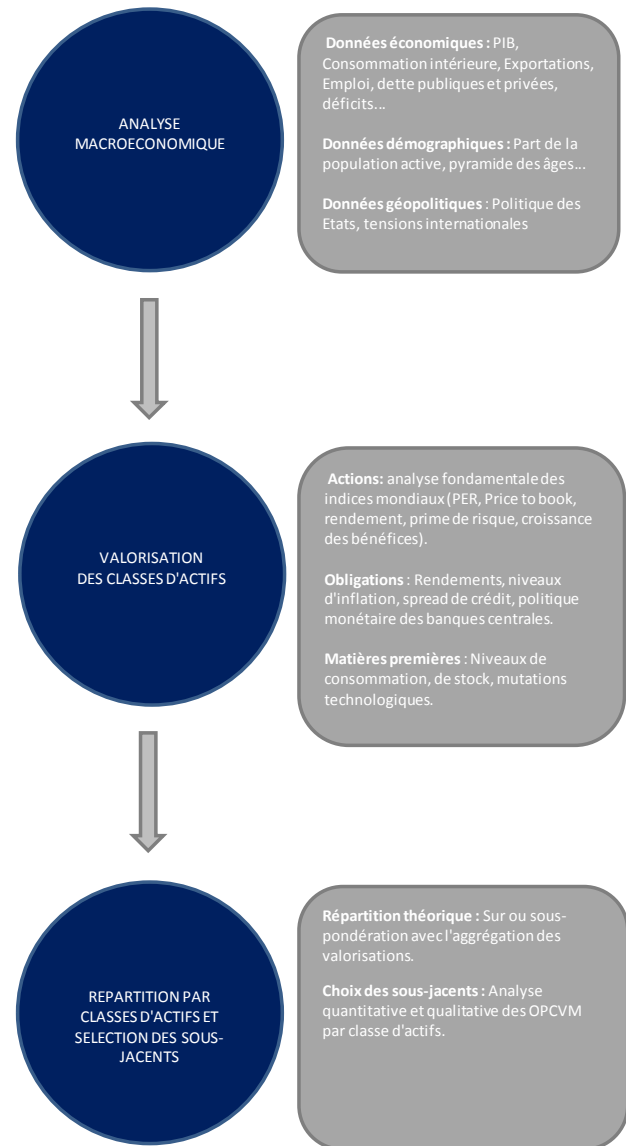 ANALYSE
MACROECONOMIQUE
Données économiques : PIB,
Consommation intérieure, Exportations,
Emploi, dette publiques et privées,
déficits...
Données démographiques : Part de la
population active, pyramide des âges...
Données géopolitiques : Politique des
Etats, tensions internationales
VALORISATION
DES CLASSES D'ACTIFS
Actions: analyse fondamentale des
indices mondiaux (PER, Price to book,
rendement, prime de risque, croissance
des bénéfices).
Obligations : Rendements, niveaux
d'inflation, spread de crédit, politique
monétaire des banques centrales.
Matières premières : Niveaux de
consommation, de stock, mutations
technologiques.
REPARTITION PAR
CLASSES D'ACTIFS ET
SELECTION DES SOUS-
JACENTS
Répartition théorique : Sur ou sous-
pondération avec l'aggrégation des
valorisations.
Choix des sous-jacents : Analyse
quantitative et qualitative des OPCVM
par classe d'actifs.